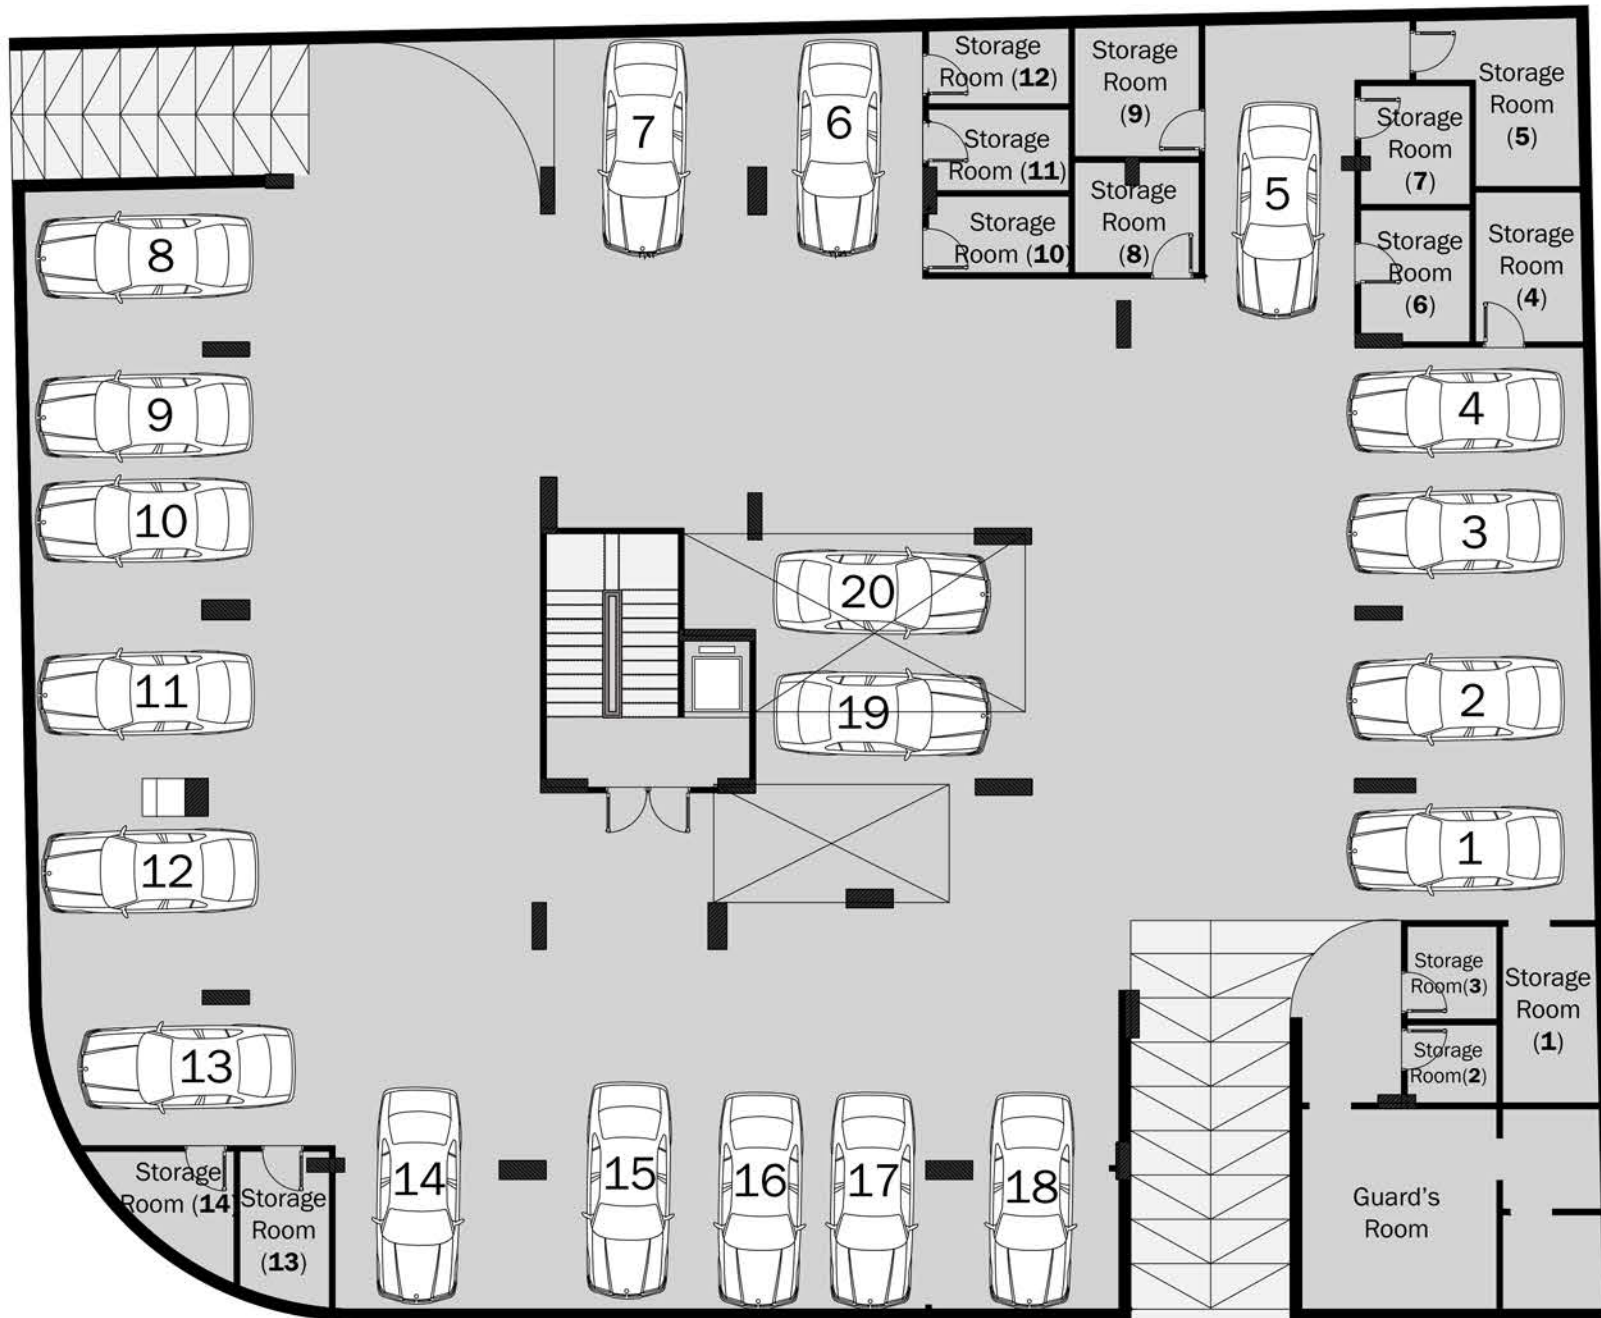 Storage
Room (12)
Storage
Room
(9)
Storage
Room
(5)
7
6
Storage
Room (11)
Storage
Room
(7)
5
Storage
Room
(8)
Storage
Room (10)
Storage
Room
(6)
Storage
Room
(4)
8
9
4
10
3
20
11
19
2
12
1
Storage
Room(3)
Storage
Room
(1)
Storage
Room(2)
13
14
15
16
17
18
Storage
Room (14)
Storage
Room
(13)
Guard's
Room